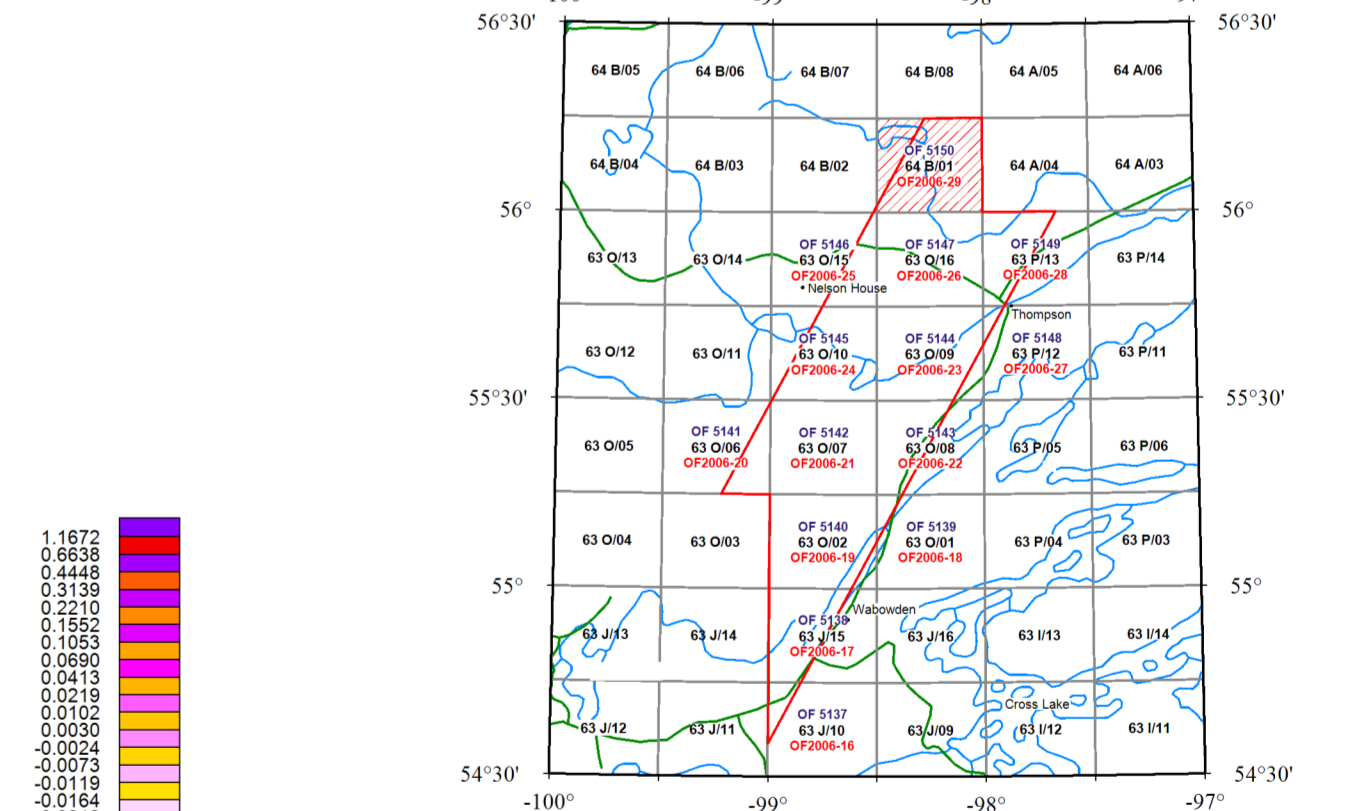 56°30' 56°30'
64 B/05 64 B/06 64 B/07 64 B/08 64 A/05 64 A/06
OF 5150
64 B/04 64 B/03 64 B/02 64 B/01 64 A/04 64 A/03
OF2006-29
56° 56°
OF 5146 OF 5147 OF 5149
63 O/13 63 O/14 63 O/15 63 O/16 63 P/13 63 P/14
OF2006-25 OF2006-26 OF2006-28
Nelson House
Thompson
OF 5145 OF 5144 OF 5148
63 O/12 63 O/11 63 O/10 63 O/09 63 P/12 63 P/11
OF2006-24 OF2006-23 OF2006-27
55°30' 55°30'
OF 5141 OF 5142 OF 5143
63 O/05 63 O/06 63 O/07 63 O/08 63 P/05 63 P/06
OF2006-20 OF2006-21 OF2006-22
OF 5140 OF 5139
63 O/04 63 O/03 63 O/02 63 O/01 63 P/04 63 P/03
OF2006-19 OF2006-18
55° 55°
Wabowden
OF 5138
63 J/13 63 J/14 63 J/15 63 J/16 63 I/13 63 I/14
OF2006-17
Cross Lake
OF 5137
63 J/12 63 J/11 63 J/10 63 J/09 63 I/12 63 I/11
OF2006-16
54°30' 54°30'
-100° -99° -98° -97°
1.1672
0.6638
0.4448
0.3139
0.2210
0.1552
0.1053
0.0690
0.0413
0.0219
0.0102
0.0030
-0.0024
-0.0073
-0.0119
-0.0164